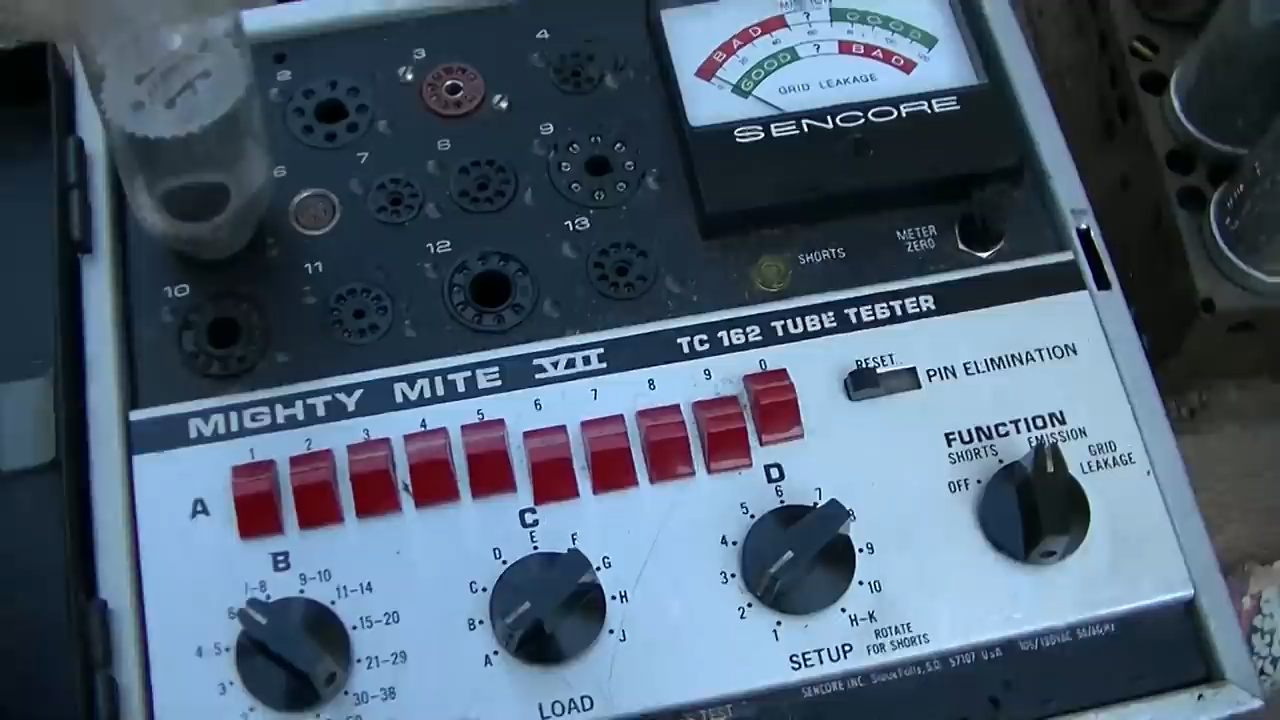 GOOD
BAD ?
GOOD ? BAD
GRID LEAKAGE
SENCORE
2
3
4
6
7
8
9
10
11
12
13
SHORTS
METER
ZERO
MIGHTY MITE VII TC 162 TUBE TESTER
1 2 3 4 5 6 7 8 9 0
RESET
PIN ELIMINATION
A
FUNCTION
OFF
SHORTS
EMISSION
GRID
LEAKAGE
B
4
3
9-10
11-14
15-20
21-29
30-38
C
A
B
C
D
E
F
G
H
J
LOAD
D
1
2
3
4
5
6
7
8
9
10
H-K
ROTATE
FOR SHORTS
SETUP
SENCORE INC. Sioux Falls, S.D. 57107 USA
TEST